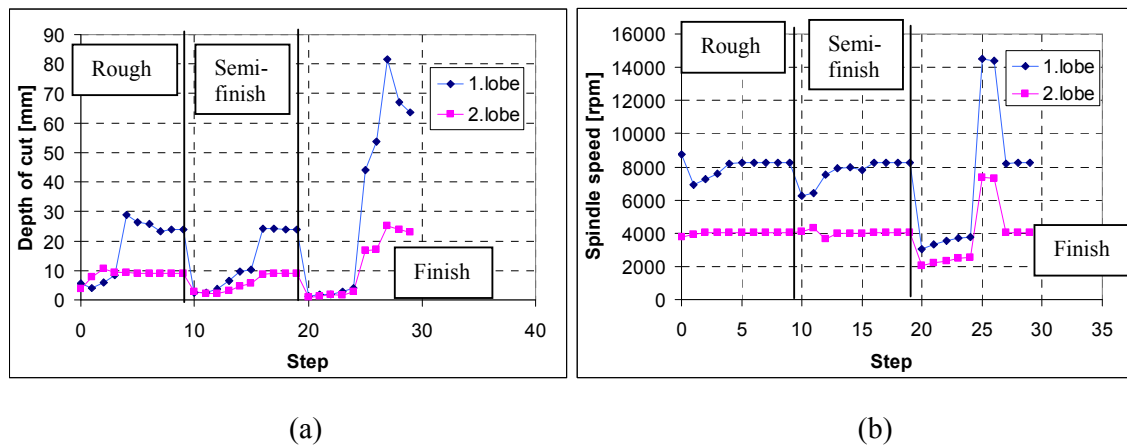 90
80
70
60
50
40
30
20
10
0
Depth of cut [mm]
Rough
Semi-
finish
1.lobe
2.lobe
Finish
0 10 20 30 40
Step
(a)
16000
14000
12000
10000
8000
6000
4000
2000
0
Spindle speed [rpm]
Rough
Semi-
finish
1.lobe
2.lobe
Finish
0 5 10 15 20 25 30 35
Step
(b)